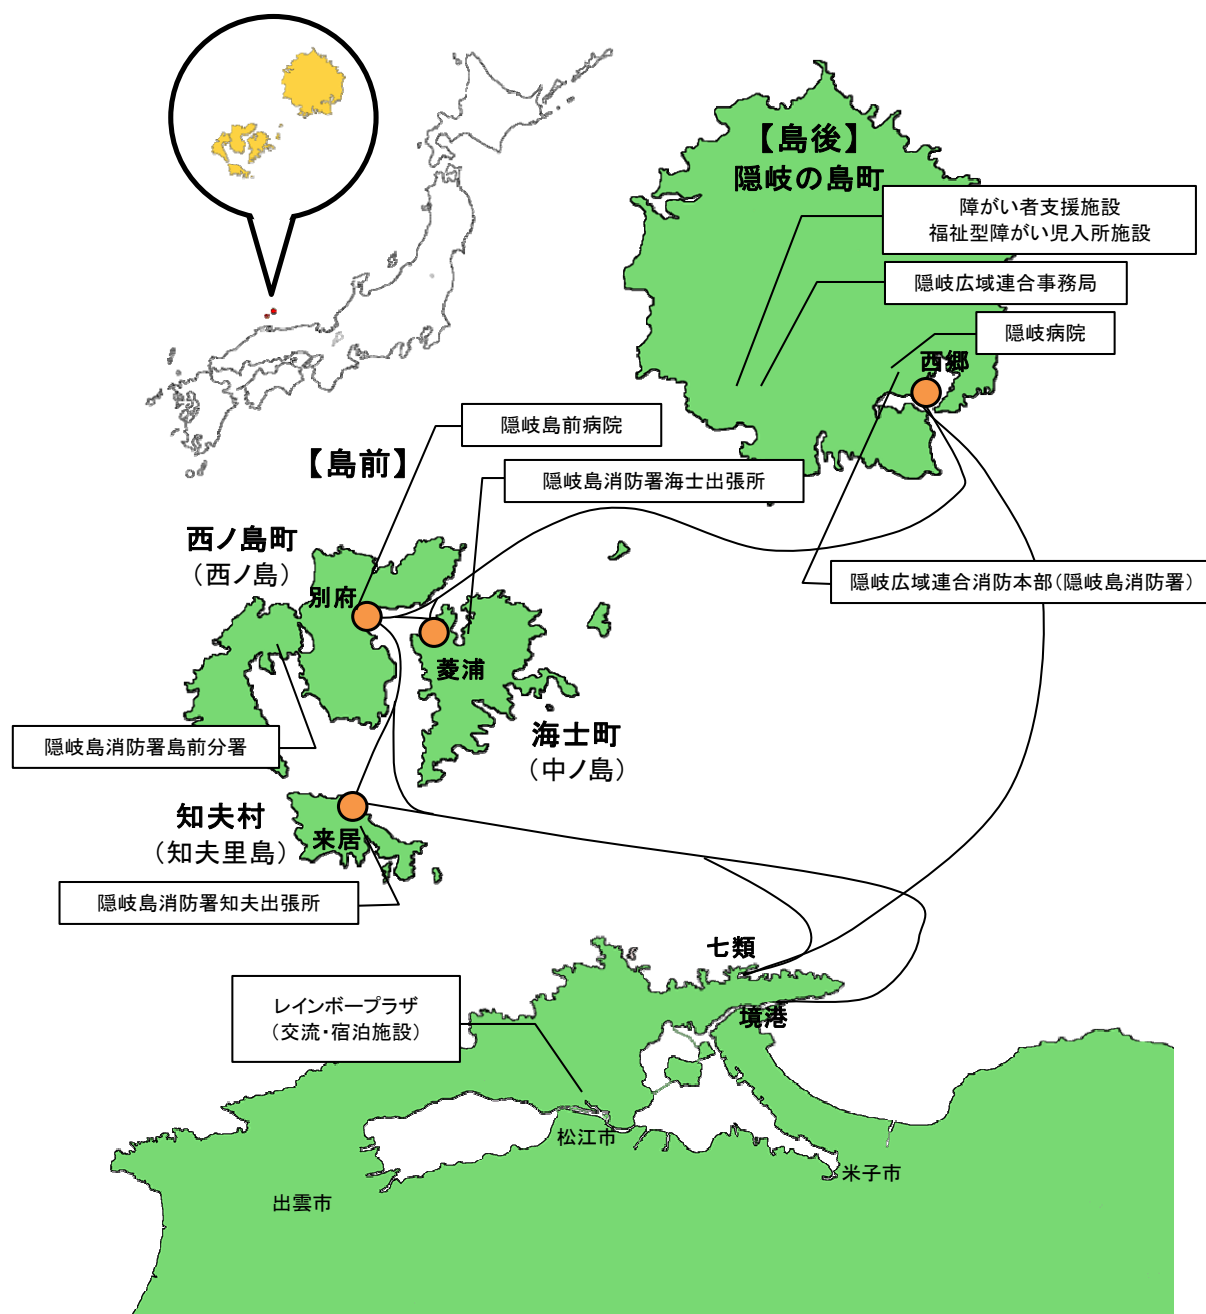 【島後】
隠岐の島町
障がい者支援施設
福祉型障がい児入所施設
隠岐広域連合事務局
隠岐病院
西郷
隠岐島前病院
【島前】
隠岐島消防署海士出張所
西ノ島町
（西ノ島）
別府
隠岐広域連合消防本部(隠岐島消防署)
菱浦
海士町
（中ノ島）
隠岐島消防署島前分署
知夫村
（知夫里島）
来居
隠岐島消防署知夫出張所
七類
レインボープラザ
（交流・宿泊施設）
境港
松江市
米子市
出雲市